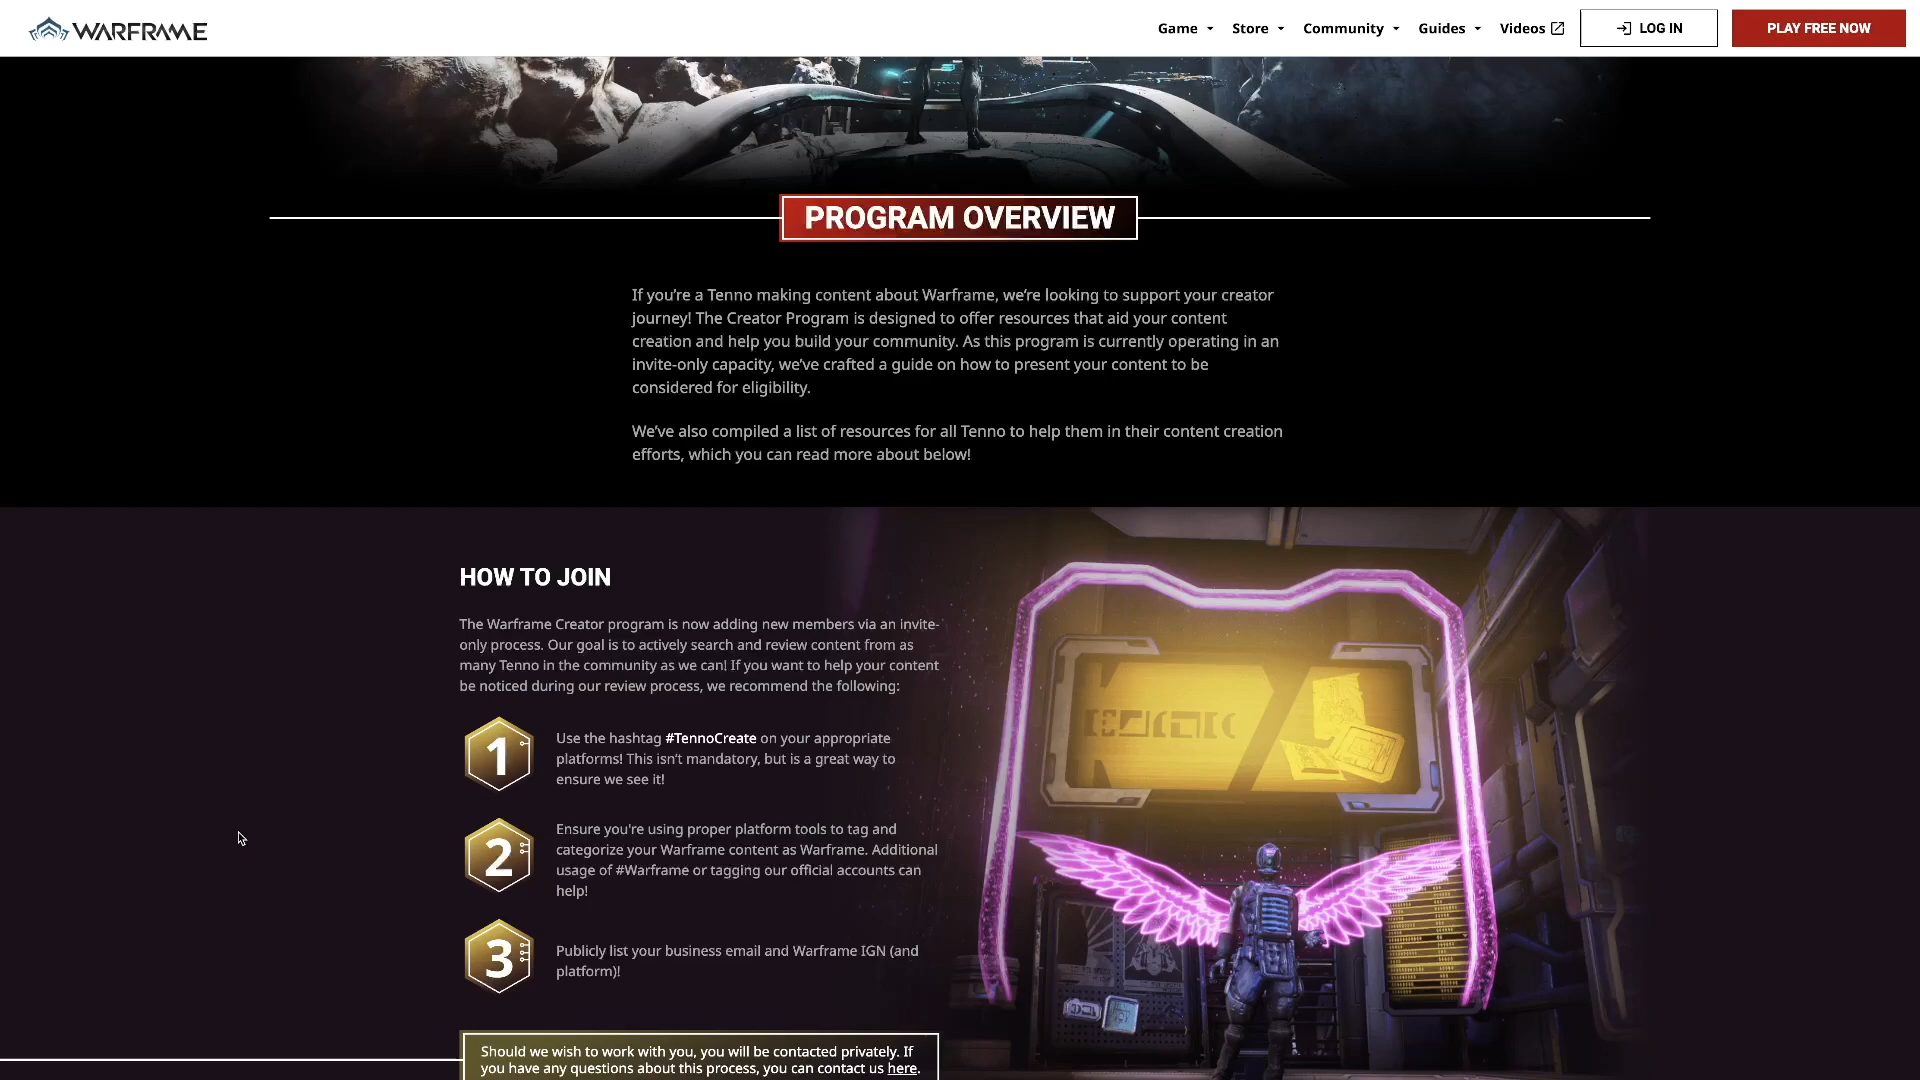 WARFRAME
Game Store Community Guides Videos LOG IN PLAY FREE NOW
PROGRAM OVERVIEW
If you're a Tenno making content about Warframe, we're looking to support your creator
journey! The Creator Program is designed to offer resources that aid your content
creation and help you build your community. As this program is currently operating in an
invite-only capacity, we've crafted a guide on how to present your content to be
considered for eligibility.
We've also compiled a list of resources for all Tenno to help them in their content creation
efforts, which you can read more about below!
HOW TO JOIN
The Warframe Creator program is now adding new members via an invite-
only process. Our goal is to actively search and review content from as
many Tenno in the community as we can! If you want to help your content
be noticed during our review process, we recommend the following:
1
Use the hashtag #TennoCreate on your appropriate
platforms! This isn't mandatory, but is a great way to
ensure we see it!
2
Ensure you're using proper platform tools to tag and
categorize your Warframe content as Warframe. Additional
usage of #Warframe or tagging our official accounts can
help!
3
Publicly list your business email and Warframe IGN (and
platform)!
Should we wish to work with you, you will be contacted privately. If
you have any questions about this process, you can contact us here.